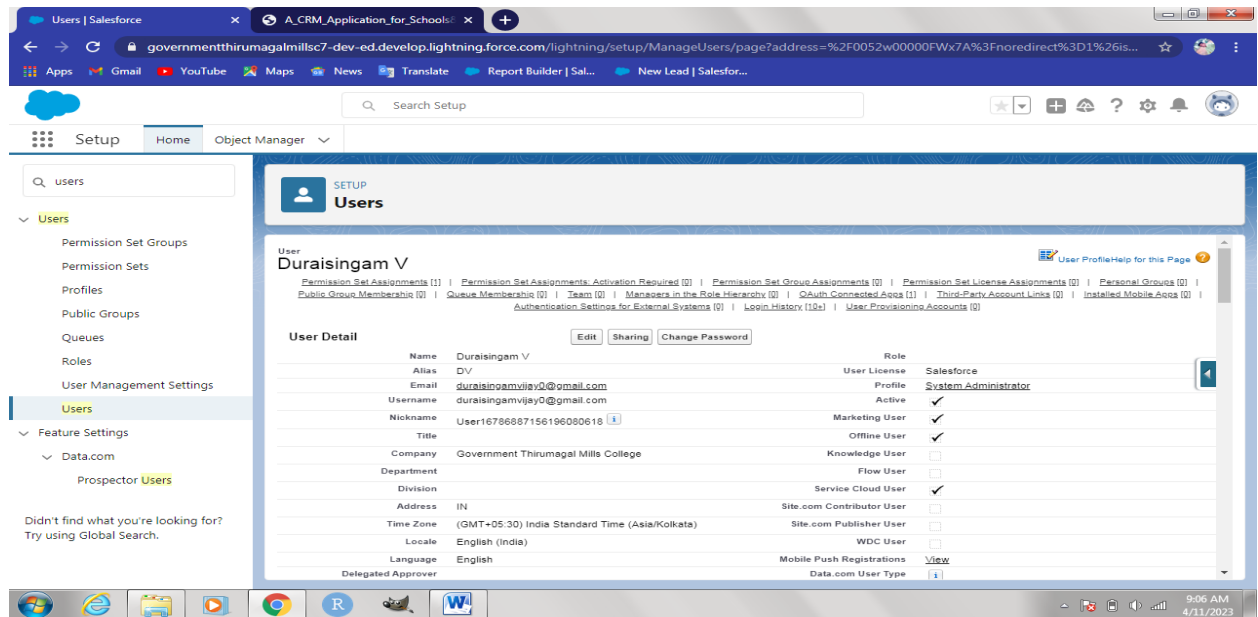 Users | Salesforce
A_CRM_Application_for_Schools
governmentthirumagalmillsc7-dev-ed.develop.lightning.force.com/lightning/setup/ManageUsers/page?address=%2F0052w00000FWx7A%3Fnoredirect%3D1%26is...
Apps Gmail YouTube Maps News Translate Report Builder | Sal... New Lead | Salesfor...
Search Setup
Setup Home Object Manager
users
SETUP
Users
Users
Permission Set Groups
Permission Sets
Profiles
Public Groups
Queues
Roles
User Management Settings
Users
Feature Settings
Data.com
Prospector Users
Didn't find what you're looking for?
Try using Global Search.
User
Duraisingam V
User ProfileHelp for this Page
Permission Set Assignments [1] | Permission Set Assignments: Activation Required [0] | Permission Set Group Assignments [0] | Permission Set License Assignments [0] | Personal Groups [0] |
Public Group Membership [0] | Queue Membership [0] | Team [0] | Managers in the Role Hierarchy [0] | OAuth Connected Apps [1] | Third-Party Account Links [0] | Installed Mobile Apps [0] |
Authentication Settings for External Systems [0] | Login History [10+] | User Provisioning Accounts [0]
User Detail Edit Sharing Change Password
Name Duraisingam V Role
Alias DV User License Salesforce
Email duraisingamvijay0@gmail.com Profile System Administrator
Username duraisingamvijay0@gmail.com Active
Nickname User16786887156196080618 Marketing User
Title Offline User
Company Government Thirumagal Mills College Knowledge User
Department Flow User
Division Service Cloud User
Address IN Site.com Contributor User
Time Zone (GMT+05:30) India Standard Time (Asia/Kolkata) Site.com Publisher User
Locale English (India) WDC User
Language English Mobile Push Registrations View
Delegated Approver Data.com User Type
9:06 AM
4/11/2023